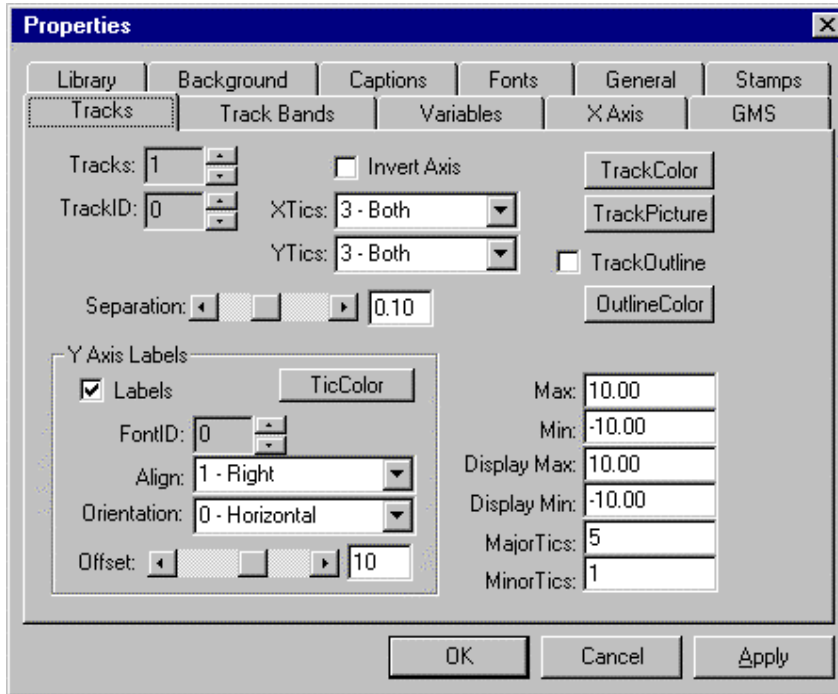 Properties
Library Background Captions Fonts General Stamps
Tracks Track Bands Variables X Axis GMS
Tracks: 1 Invert Axis TrackColor
TrackID: 0 XTics: 3 - Both TrackPicture
YTics: 3 - Both TrackOutline
Separation: 0.10 OutlineColor
Y Axis Labels
Labels TicColor Max: 10.00
FontID: 0 Min: -10.00
Align: 1 - Right Display Max: 10.00
Orientation: 0 - Horizontal Display Min: -10.00
MajorTics: 5
Offset: 10 MinorTics: 1
OK Cancel Apply